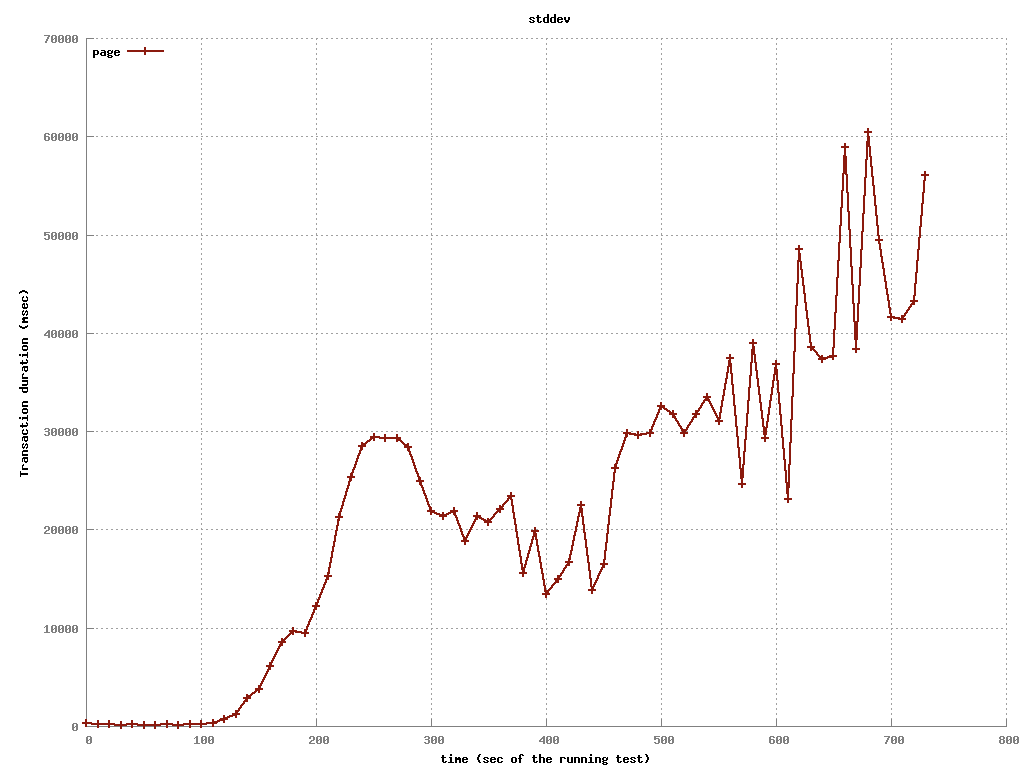 stddev
page
70000
60000
50000
40000
30000
20000
10000
0
Transaction duration (msec)
0 100 200 300 400 500 600 700 800
time (sec of the running test)